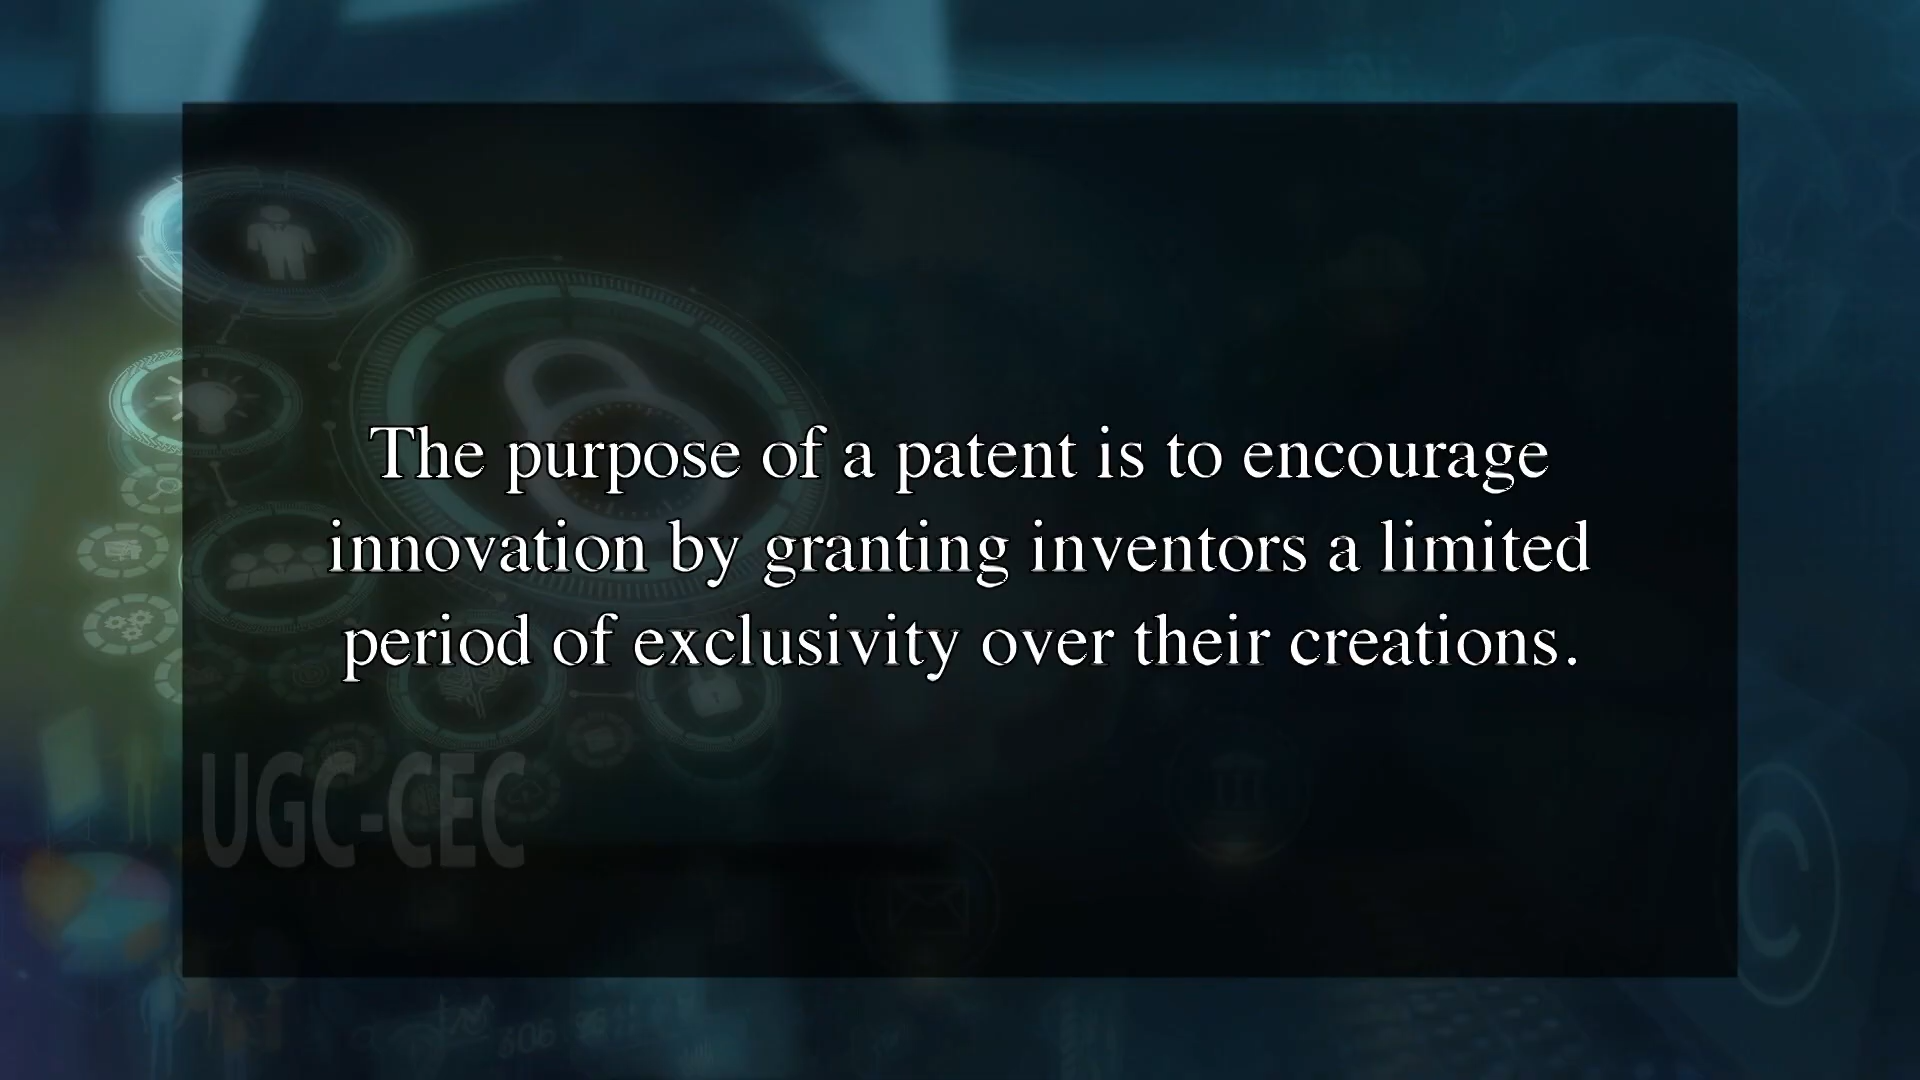 The purpose of a patent is to encourage
innovation by granting inventors a limited
period of exclusivity over their creations.
UGC-CEC
C